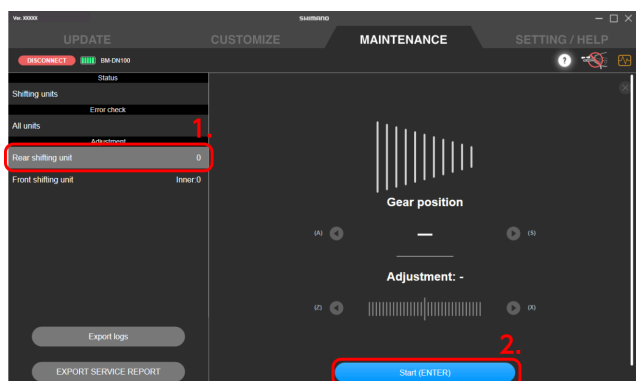 Ver. XXXXX
SHIMANO
UPDATE CUSTOMIZE MAINTENANCE SETTING / HELP
DISCONNECT BM-DN100 ?
Status
Shifting units
Error check
All units
1.
Adjustment
Rear shifting unit 0
Front shifting unit Inner:0
Gear position
(A) — (S)
Adjustment: -
(Z) (X)
Export logs
2.
EXPORT SERVICE REPORT
Start (ENTER)